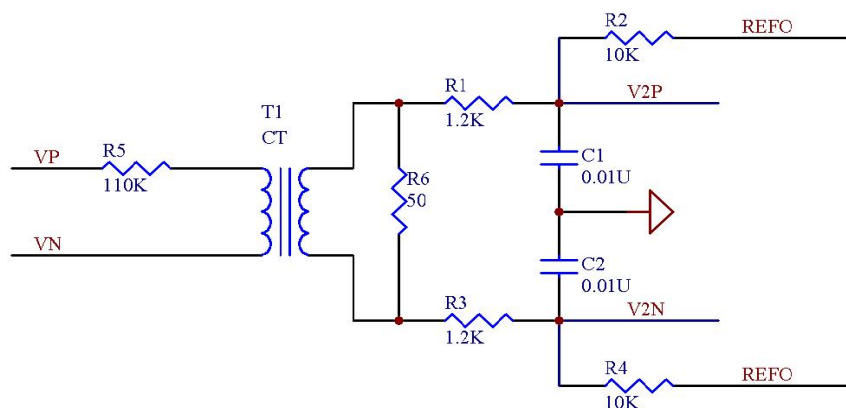 R2
REFO
10K
R1
V2P
1.2K
T1
CT
C1
0.01U
VP
R5
110K
R6
50
VN
C2
0.01U
R3
V2N
1.2K
R4
REFO
10K